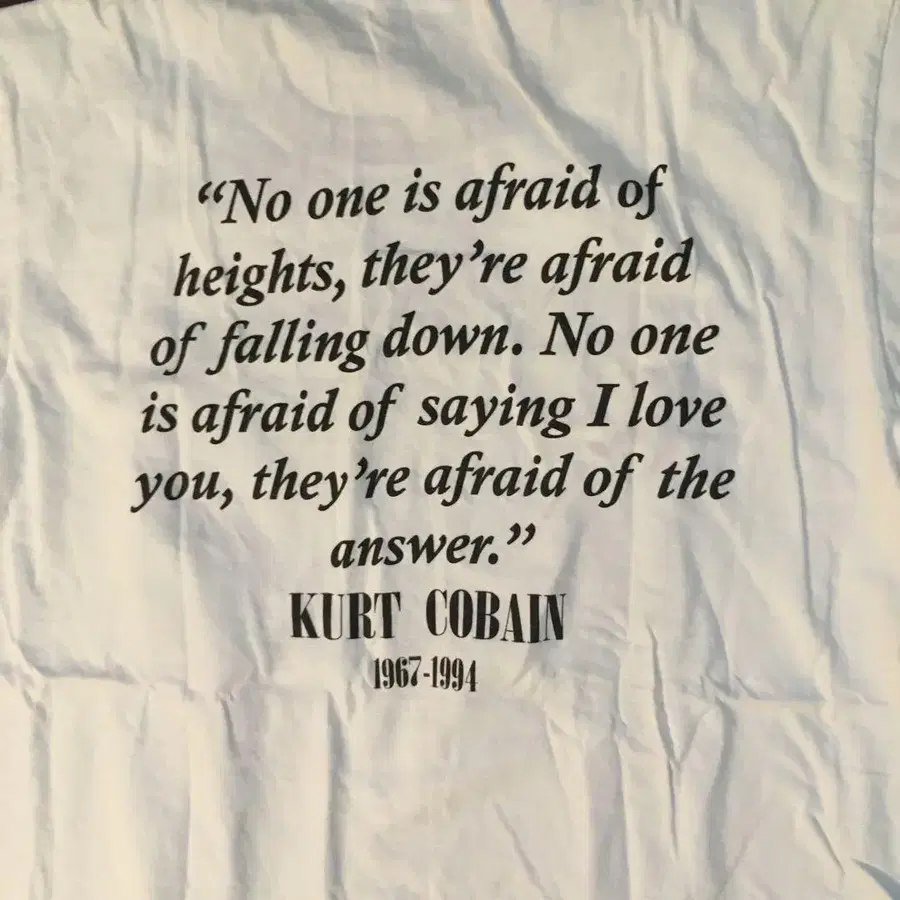 “No one is afraid of
heights, they’re afraid
of falling down. No one
is afraid of saying I love
you, they’re afraid of the
answer.”
KURT COBAIN
1967-1994